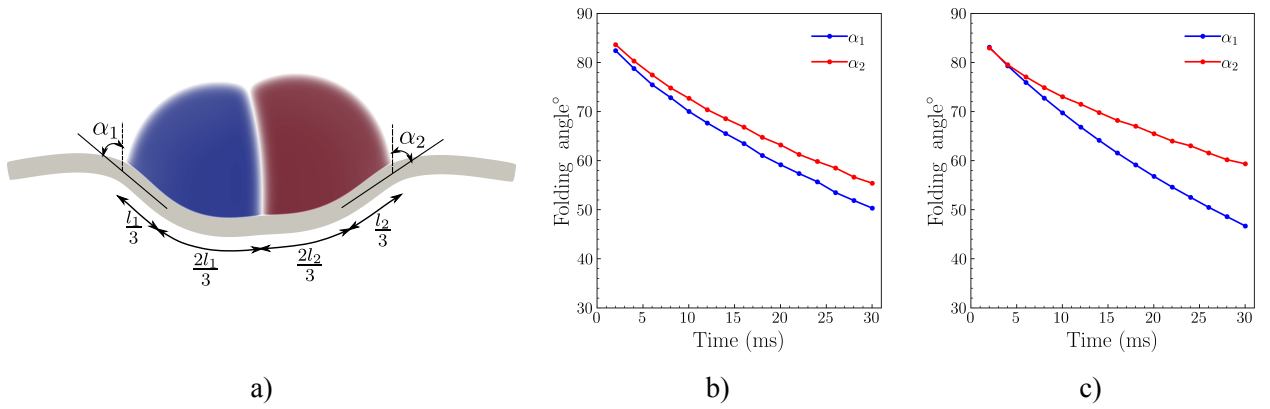 α₁
α₂
l₁/3
2l₁/3
2l₂/3
l₂/3
a)
Folding angle°
90
80
70
60
50
40
30
0
5
10
15
20
25
30
Time (ms)
α₁
α₂
b)
Folding angle°
90
80
70
60
50
40
30
0
5
10
15
20
25
30
Time (ms)
α₁
α₂
c)